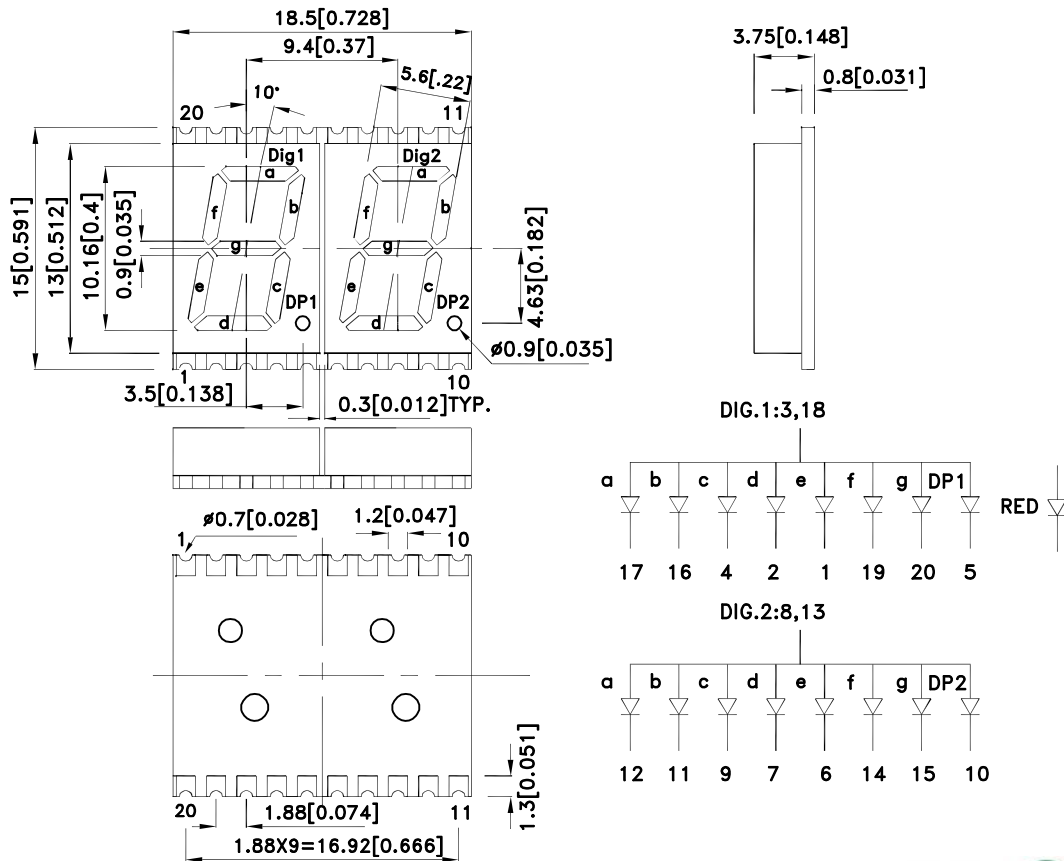 18.5[0.728]
9.4[0.37]
5.6[.22]
10°
20
11
Dig1
Dig2
a
b
c
d
e
f
g
DP1
a
b
c
d
e
f
g
DP2
15[0.591]
13[0.512]
10.16[0.4]
0.9[0.035]
4.63[0.182]
ø0.9[0.035]
1
10
3.5[0.138]
0.3[0.012]TYP.
3.75[0.148]
0.8[0.031]
ø0.7[0.028]
1.2[0.047]
1
10
20
11
1.88[0.074]
1.88X9=16.92[0.666]
1.3[0.051]
DIG.1:3,18
a b c d e f g DP1
RED
17 16 4 2 1 19 20 5
DIG.2:8,13
a b c d e f g DP2
12 11 9 7 6 14 15 10